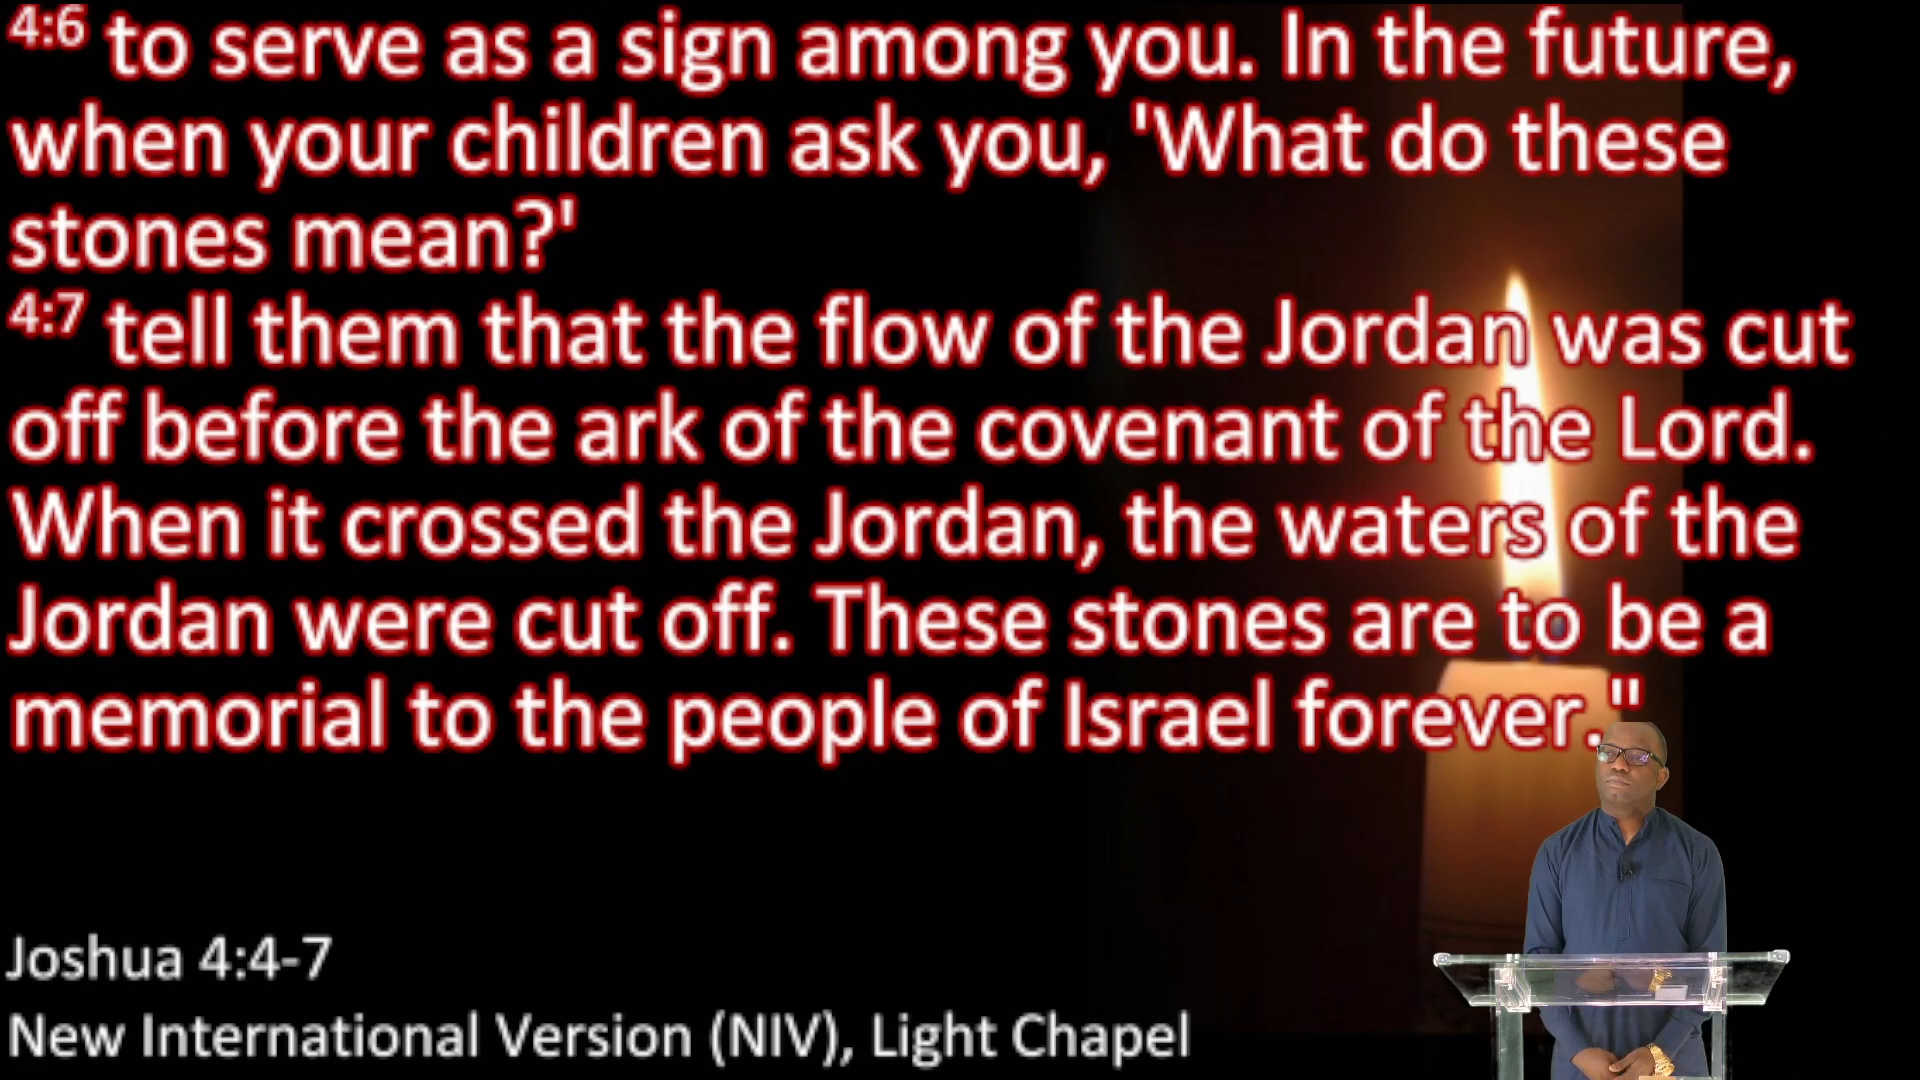 4:6 to serve as a sign among you. In the future,
when your children ask you, 'What do these
stones mean?'
4:7 tell them that the flow of the Jordan was cut
off before the ark of the covenant of the Lord.
When it crossed the Jordan, the waters of the
Jordan were cut off. These stones are to be a
memorial to the people of Israel forever."
Joshua 4:4-7
New International Version (NIV), Light Chapel